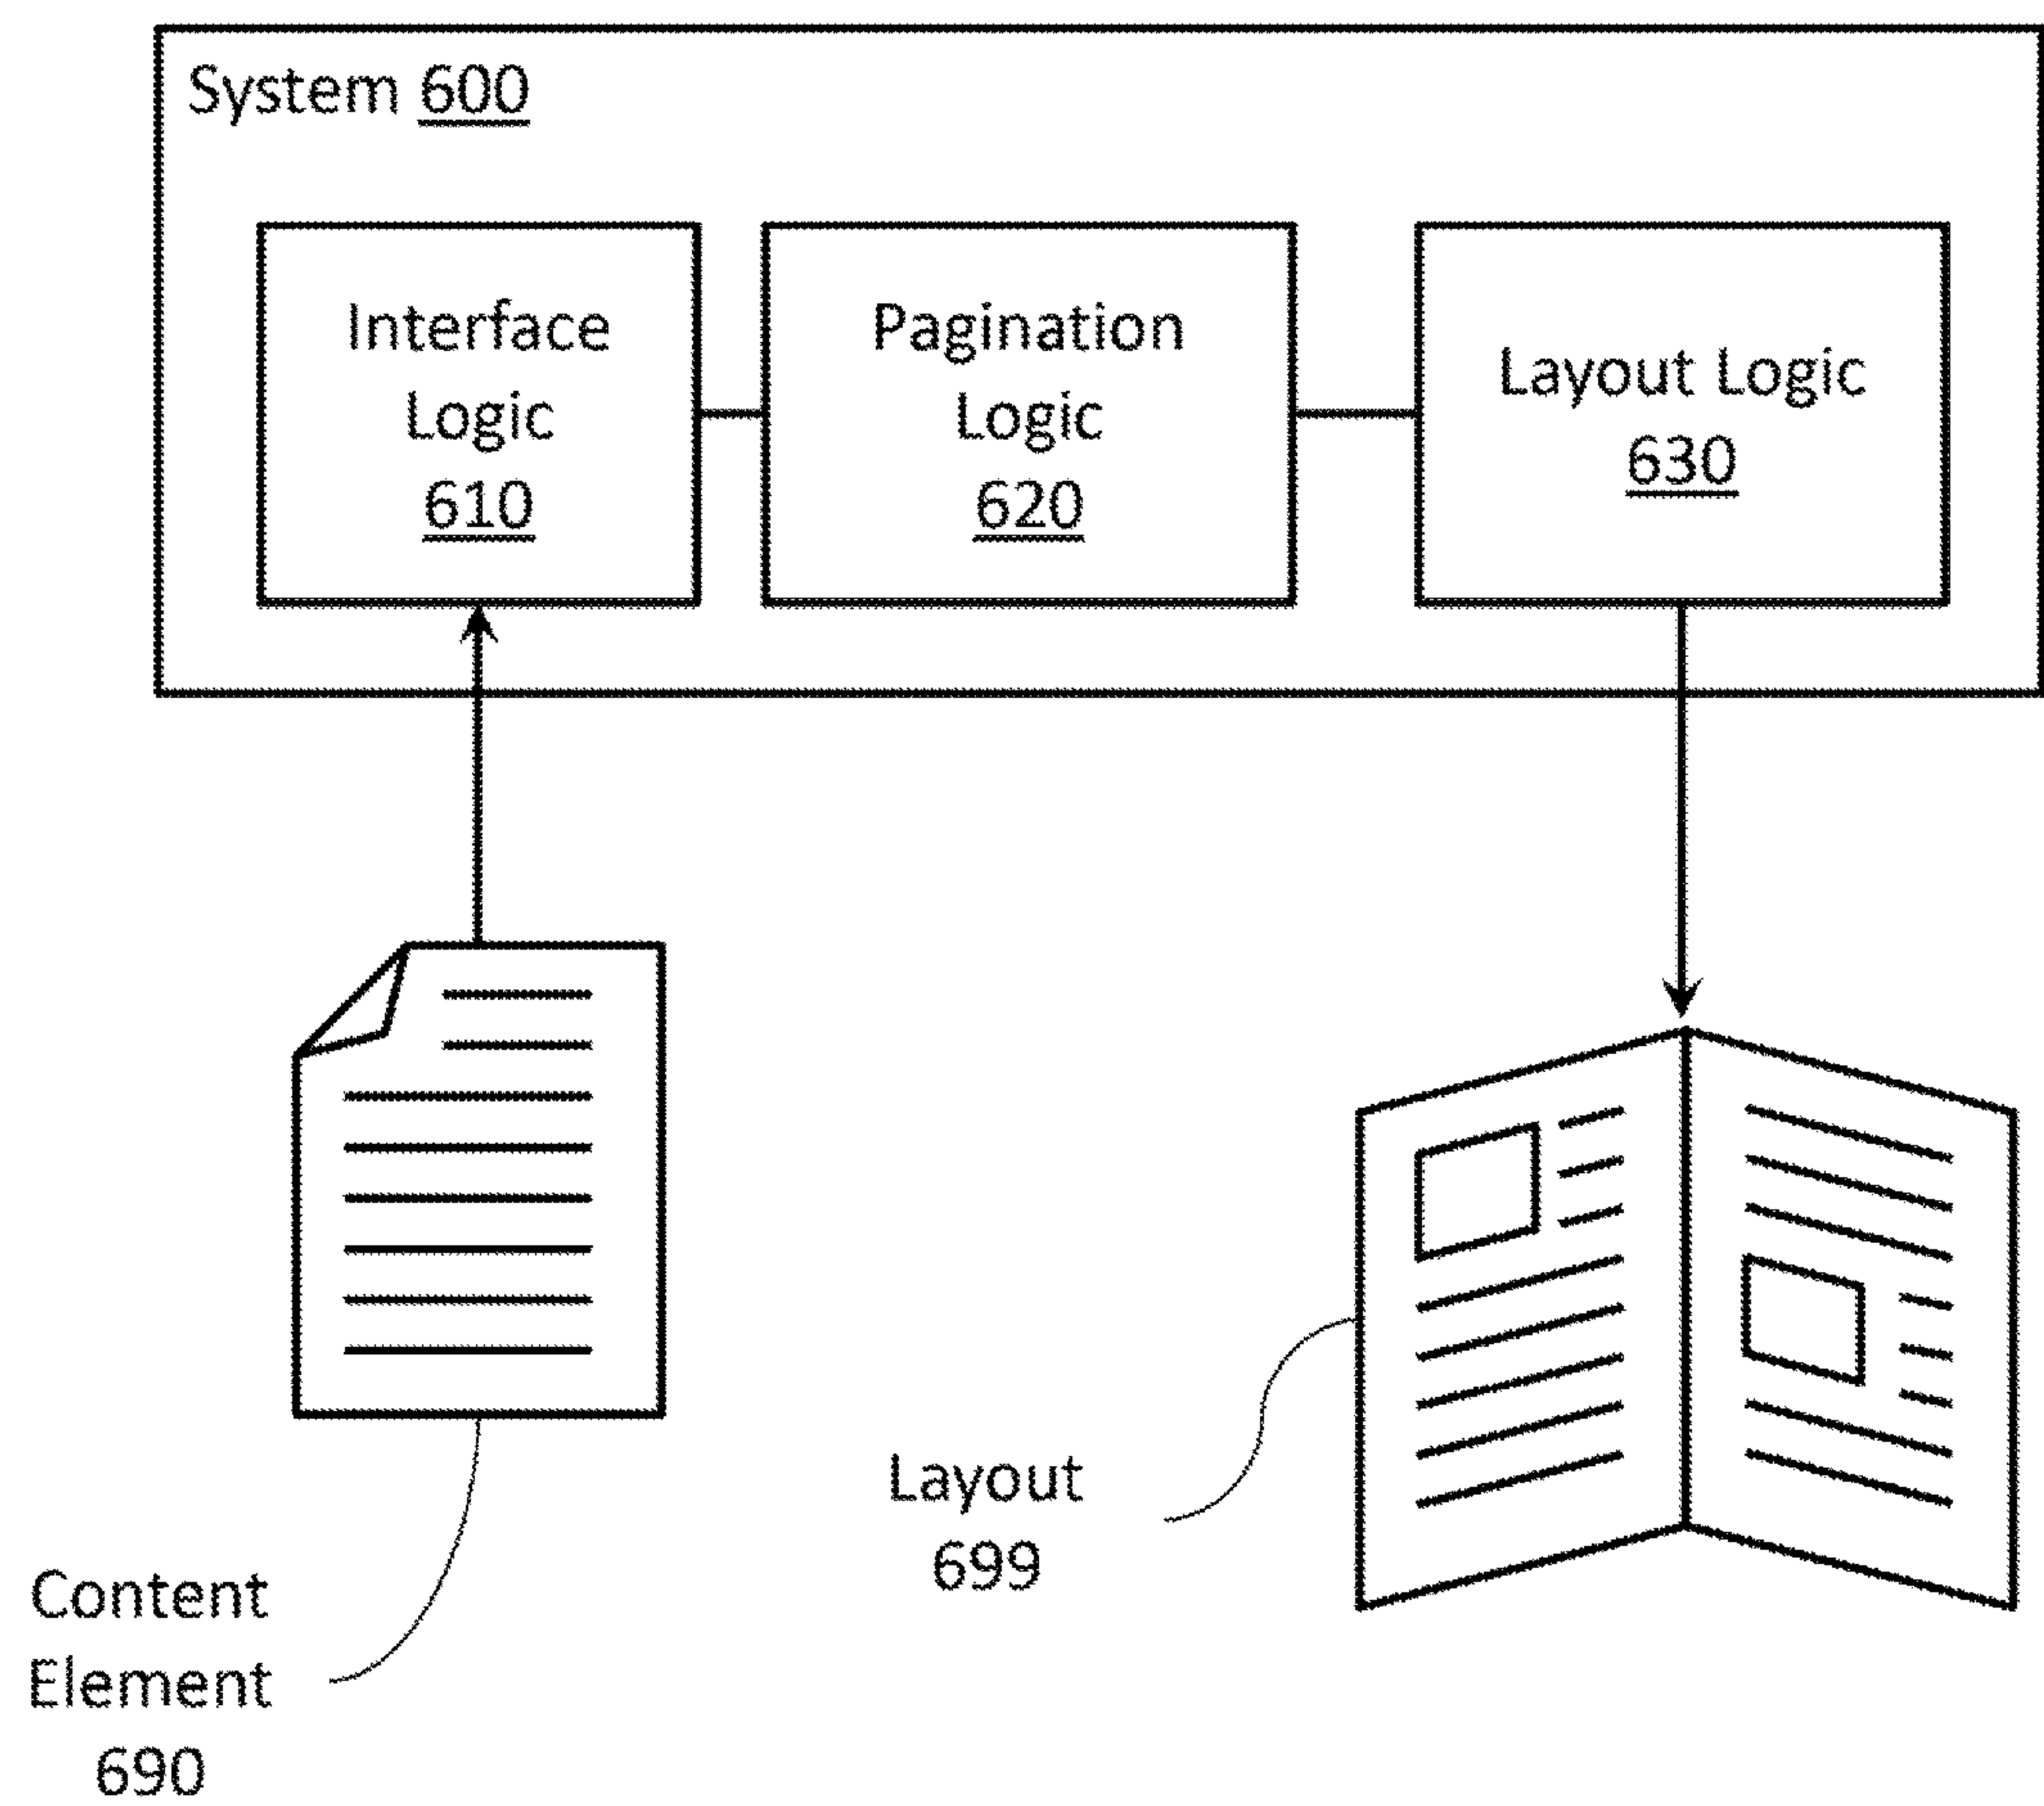 System 600
Interface
Logic
610
Pagination
Logic
620
Layout Logic
630
Layout
699
Content
Element
690